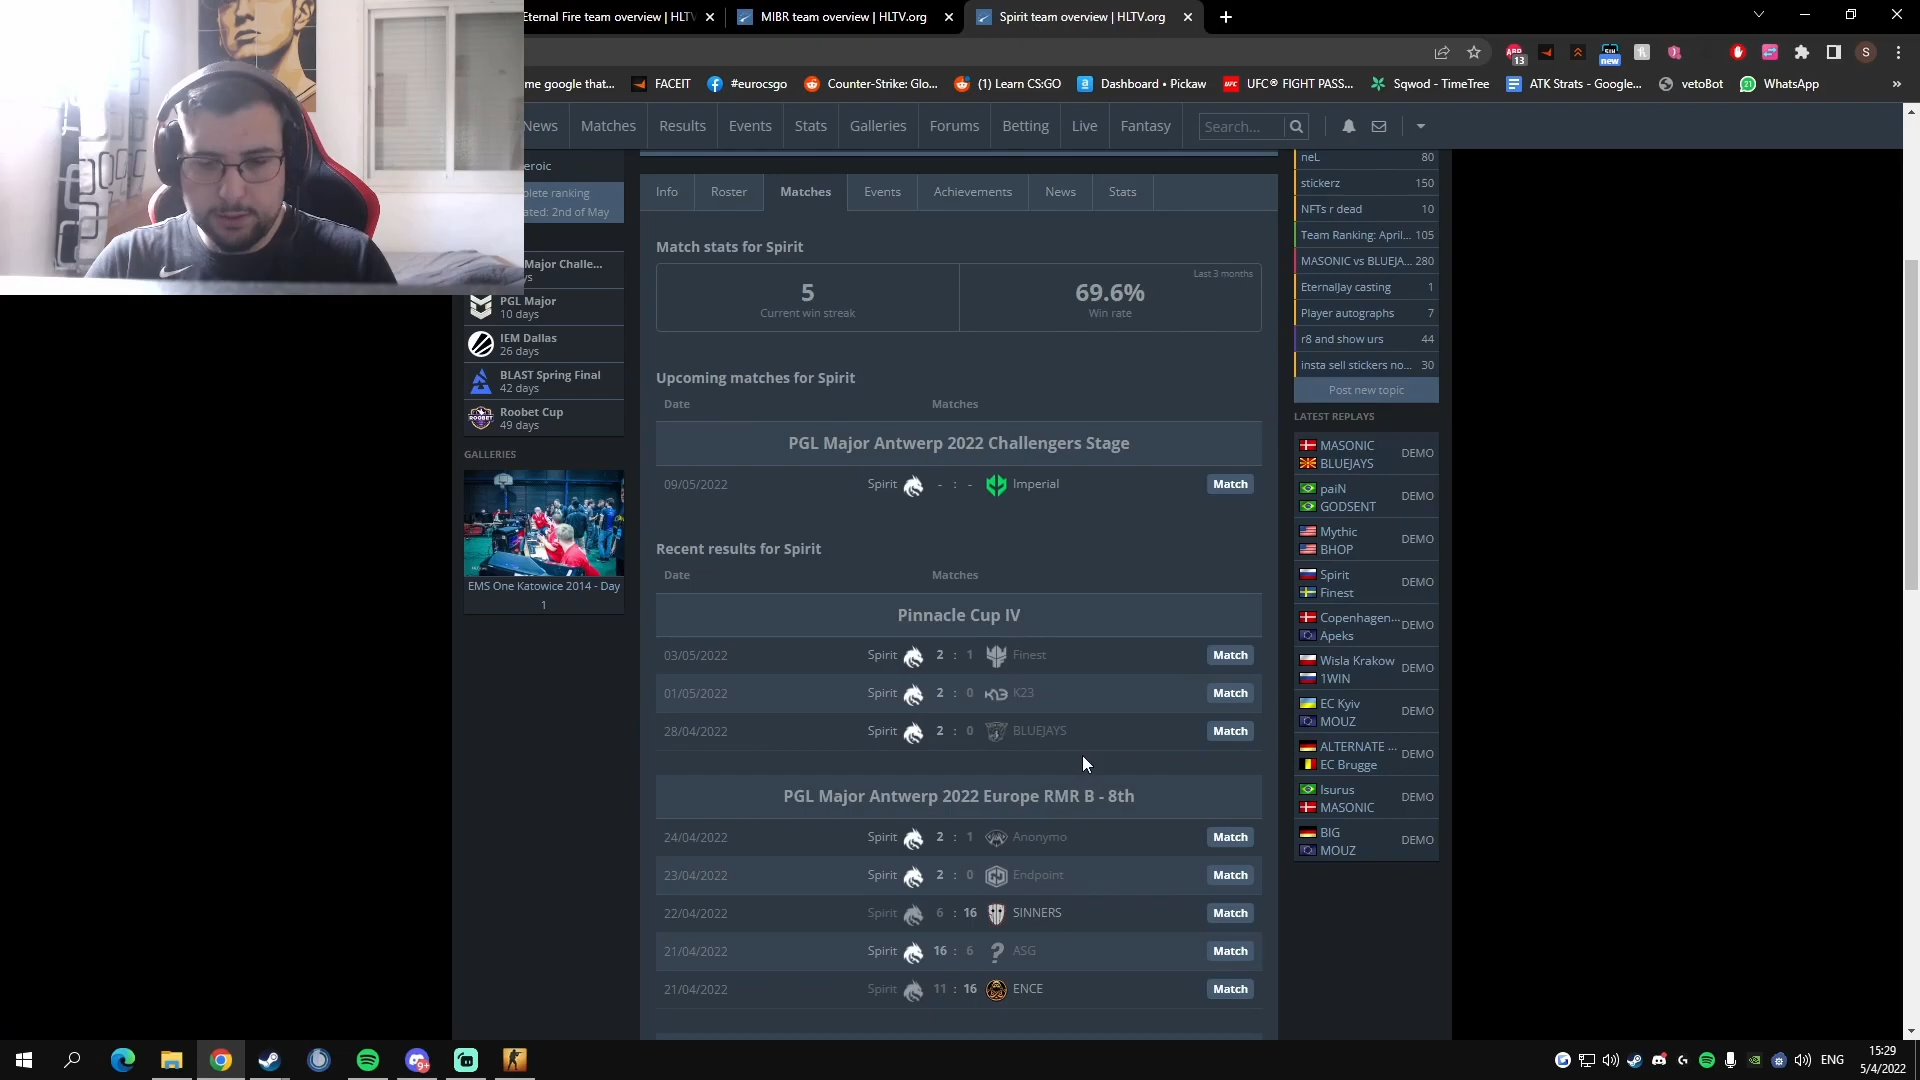 Eternal Fire team overview | HLTV
MIBR team overview | HLTV.org
Spirit team overview | HLTV.org
me google that...
FACEIT
#eurocsgo
Counter-Strike: Glo...
(1) Learn CS:GO
Dashboard • Pickaw
UFC® FIGHT PASS...
Sqwod - TimeTree
ATK Strats - Google...
vetoBot
WhatsApp
13
new
S
News
Matches
Results
Events
Stats
Galleries
Forums
Betting
Live
Fantasy
Search...
eroic
plete ranking
ated: 2nd of May
Major Challe...
ys
PGL Major
10 days
IEM Dallas
26 days
BLAST Spring Final
42 days
Roobet Cup
49 days
GALLERIES
EMS One Katowice 2014 - Day
1
Info
Roster
Matches
Events
Achievements
News
Stats
Match stats for Spirit
5
Current win streak
Last 3 months
69.6%
Win rate
Upcoming matches for Spirit
Date Matches
PGL Major Antwerp 2022 Challengers Stage
09/05/2022 Spirit - : - Imperial Match
Recent results for Spirit
Date Matches
Pinnacle Cup IV
03/05/2022 Spirit 2 : 1 Finest Match
01/05/2022 Spirit 2 : 0 K23 Match
28/04/2022 Spirit 2 : 0 BLUEJAYS Match
PGL Major Antwerp 2022 Europe RMR B - 8th
24/04/2022 Spirit 2 : 1 Anonymo Match
23/04/2022 Spirit 2 : 0 Endpoint Match
22/04/2022 Spirit 6 : 16 SINNERS Match
21/04/2022 Spirit 16 : 6 ? ASG Match
21/04/2022 Spirit 11 : 16 ENCE Match
neL 80
stickerz 150
NFTs r dead 10
Team Ranking: April... 105
MASONIC vs BLUEJA... 280
EternalJay casting 1
Player autographs 7
r8 and show urs 44
insta sell stickers no... 30
Post new topic
LATEST REPLAYS
MASONIC
BLUEJAYS DEMO
paiN
GODSENT DEMO
Mythic
BHOP DEMO
Spirit
Finest DEMO
Copenhagen...
Apeks DEMO
Wisla Krakow
1WIN DEMO
EC Kyiv
MOUZ DEMO
ALTERNATE ...
EC Brugge DEMO
Isurus
MASONIC DEMO
BIG
MOUZ DEMO
9+
ENG
15:29
5/4/2022